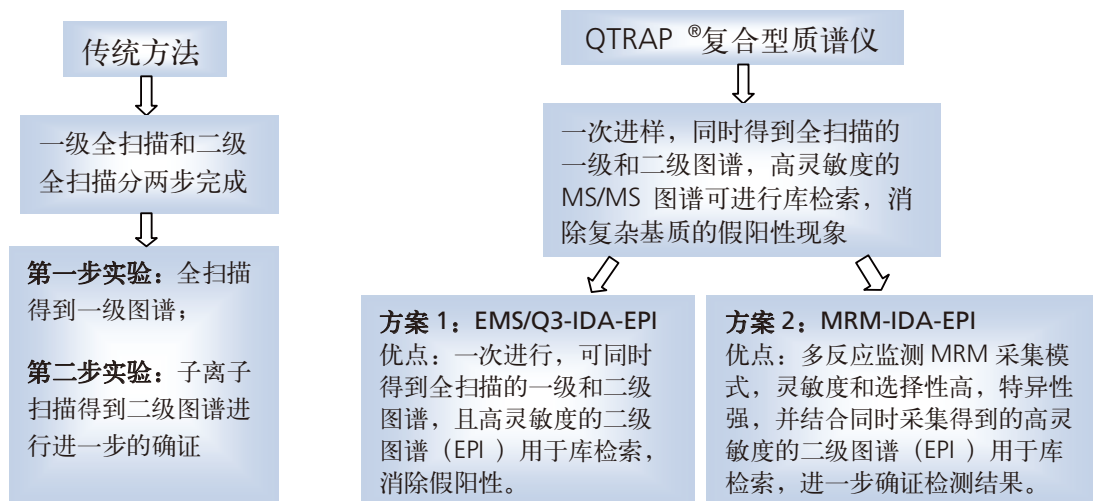 传统方法
一级全扫描和二级
全扫描分两步完成
第一步实验：全扫描
得到一级图谱；
第二步实验：子离子
扫描得到二级图谱进
行进一步的确证
QTRAP ®复合型质谱仪
一次进样，同时得到全扫描的
一级和二级图谱，高灵敏度的
MS/MS 图谱可进行库检索，消
除复杂基质的假阳性现象
方案 1：EMS/Q3-IDA-EPI
优点：一次进行，可同时
得到全扫描的一级和二级
图谱，且高灵敏度的二级
图谱（EPI ）用于库检索，
消除假阳性。
方案 2：MRM-IDA-EPI
优点：多反应监测 MRM 采集模
式，灵敏度和选择性高，特异性
强，并结合同时采集得到的高灵
敏度的二级图谱（EPI ）用于库
检索，进一步确证检测结果。